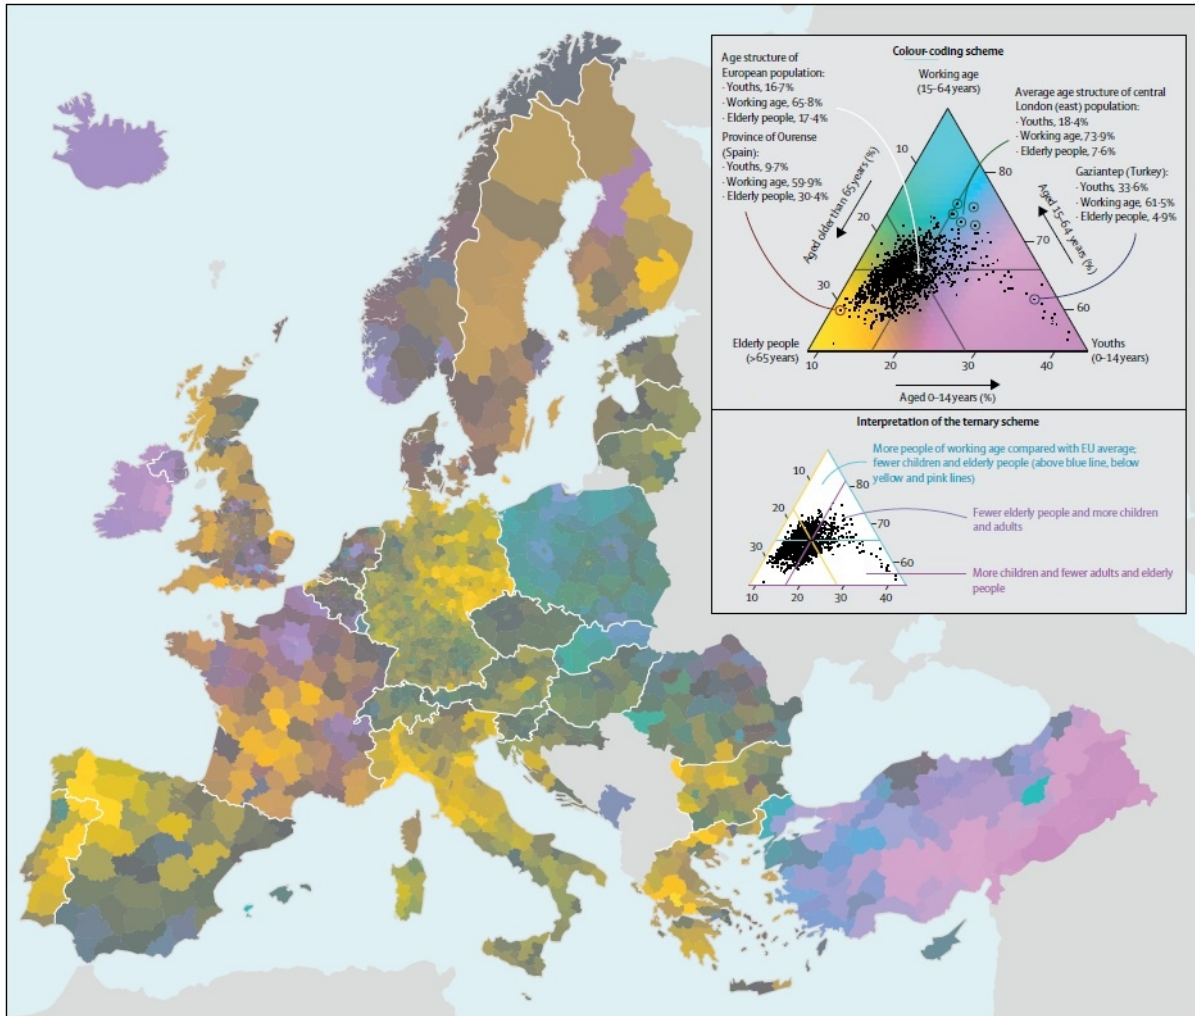 Colour-coding scheme
Age structure of
European population:
· Youths, 16·7%
· Working age, 65·8%
· Elderly people, 17·4%
Province of Ourense
(Spain):
· Youths, 9·7%
· Working age, 59·9%
· Elderly people, 30·4%
Working age
(15–64 years)
Average age structure of central
London (east) population:
· Youths, 18·4%
· Working age, 73·9%
· Elderly people, 7·6%
Gaziantep (Turkey):
· Youths, 33·6%
· Working age, 61·5%
· Elderly people, 4·9%
Aged older than 65 years (%)
Aged 15–64 years (%)
10
20
30
80
70
60
Elderly people
(>65 years)
Youths
(0–14 years)
10
20
30
40
Aged 0–14 years (%)
Interpretation of the ternary scheme
More people of working age compared with EU average;
fewer children and elderly people (above blue line, below
yellow and pink lines)
Fewer elderly people and more children
and adults
More children and fewer adults and elderly
people
10
20
30
80
70
60
10
20
30
40